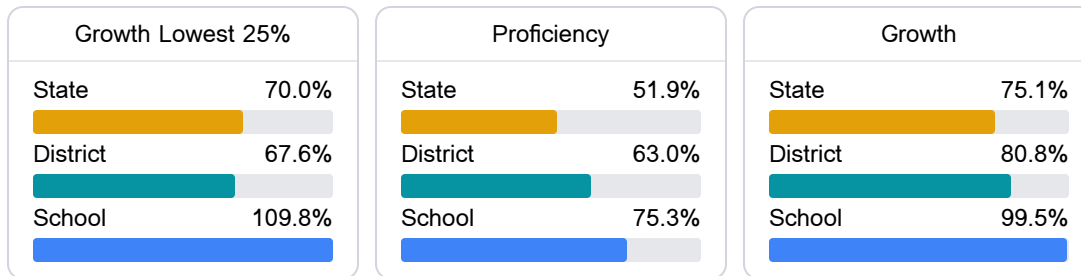 Growth Lowest 25%
State 70.0%
District 67.6%
School 109.8%
Proficiency
State 51.9%
District 63.0%
School 75.3%
Growth
State 75.1%
District 80.8%
School 99.5%